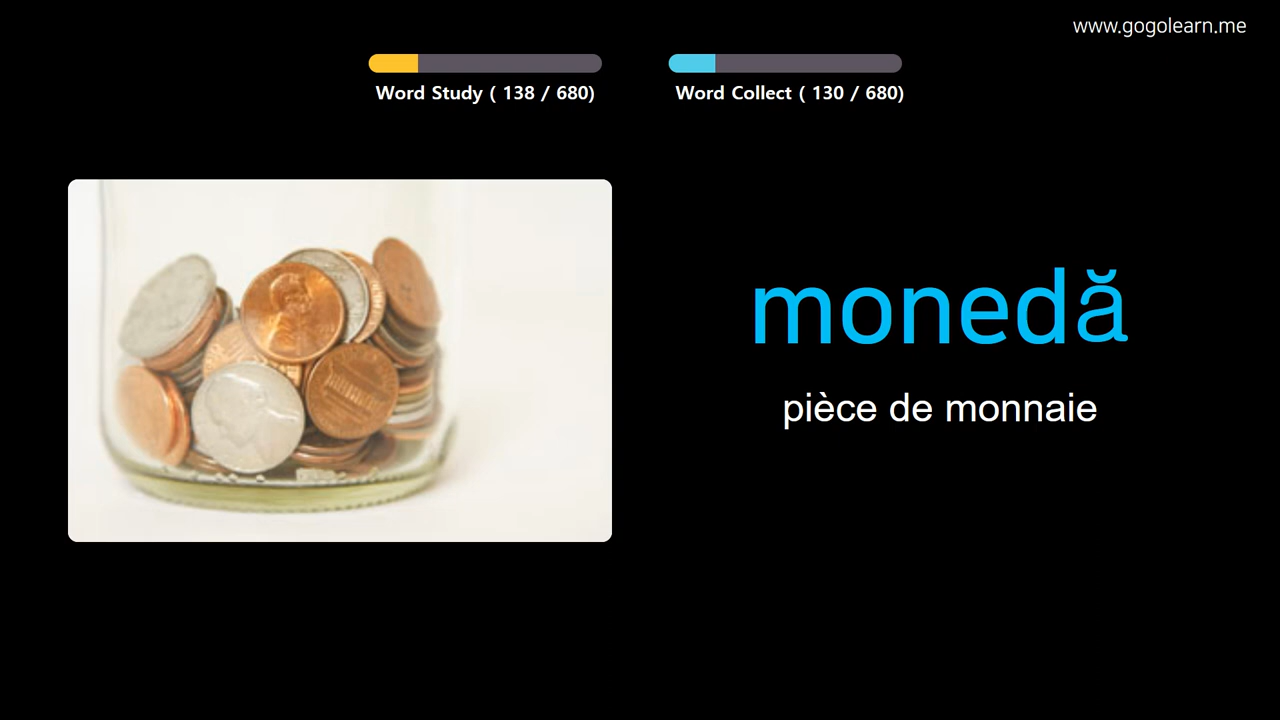 www.gogolearn.me
Word Study ( 138 / 680)
Word Collect ( 130 / 680)
monedă
pièce de monnaie